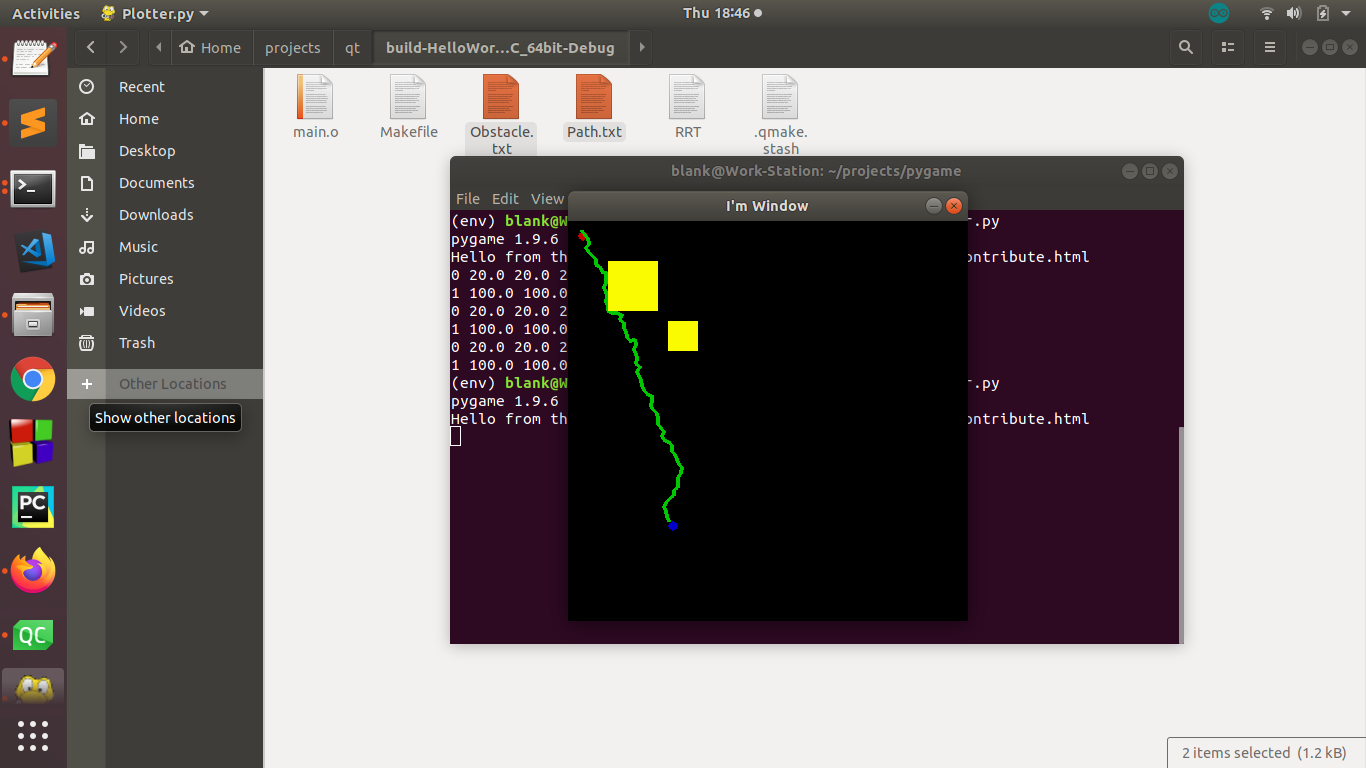 Activities
Plotter.py
Thu 18:46
Home
projects
qt
build-HelloWor…C_64bit-Debug
Recent
Home
Desktop
Documents
Downloads
Music
Pictures
Videos
Trash
Other Locations
Show other locations
main.o
Makefile
Obstacle.
txt
Path.txt
RRT
.qmake.
stash
blank@Work-Station: ~/projects/pygame
File Edit View
I'm Window
(env) blank@W
r.py
pygame 1.9.6
Hello from th
ontribute.html
0 20.0 20.0 2
1 100.0 100.0
0 20.0 20.0 2
1 100.0 100.0
0 20.0 20.0 2
1 100.0 100.0
(env) blank@W
r.py
pygame 1.9.6
Hello from th
ontribute.html
PC
QC
2 items selected (1.2 kB)